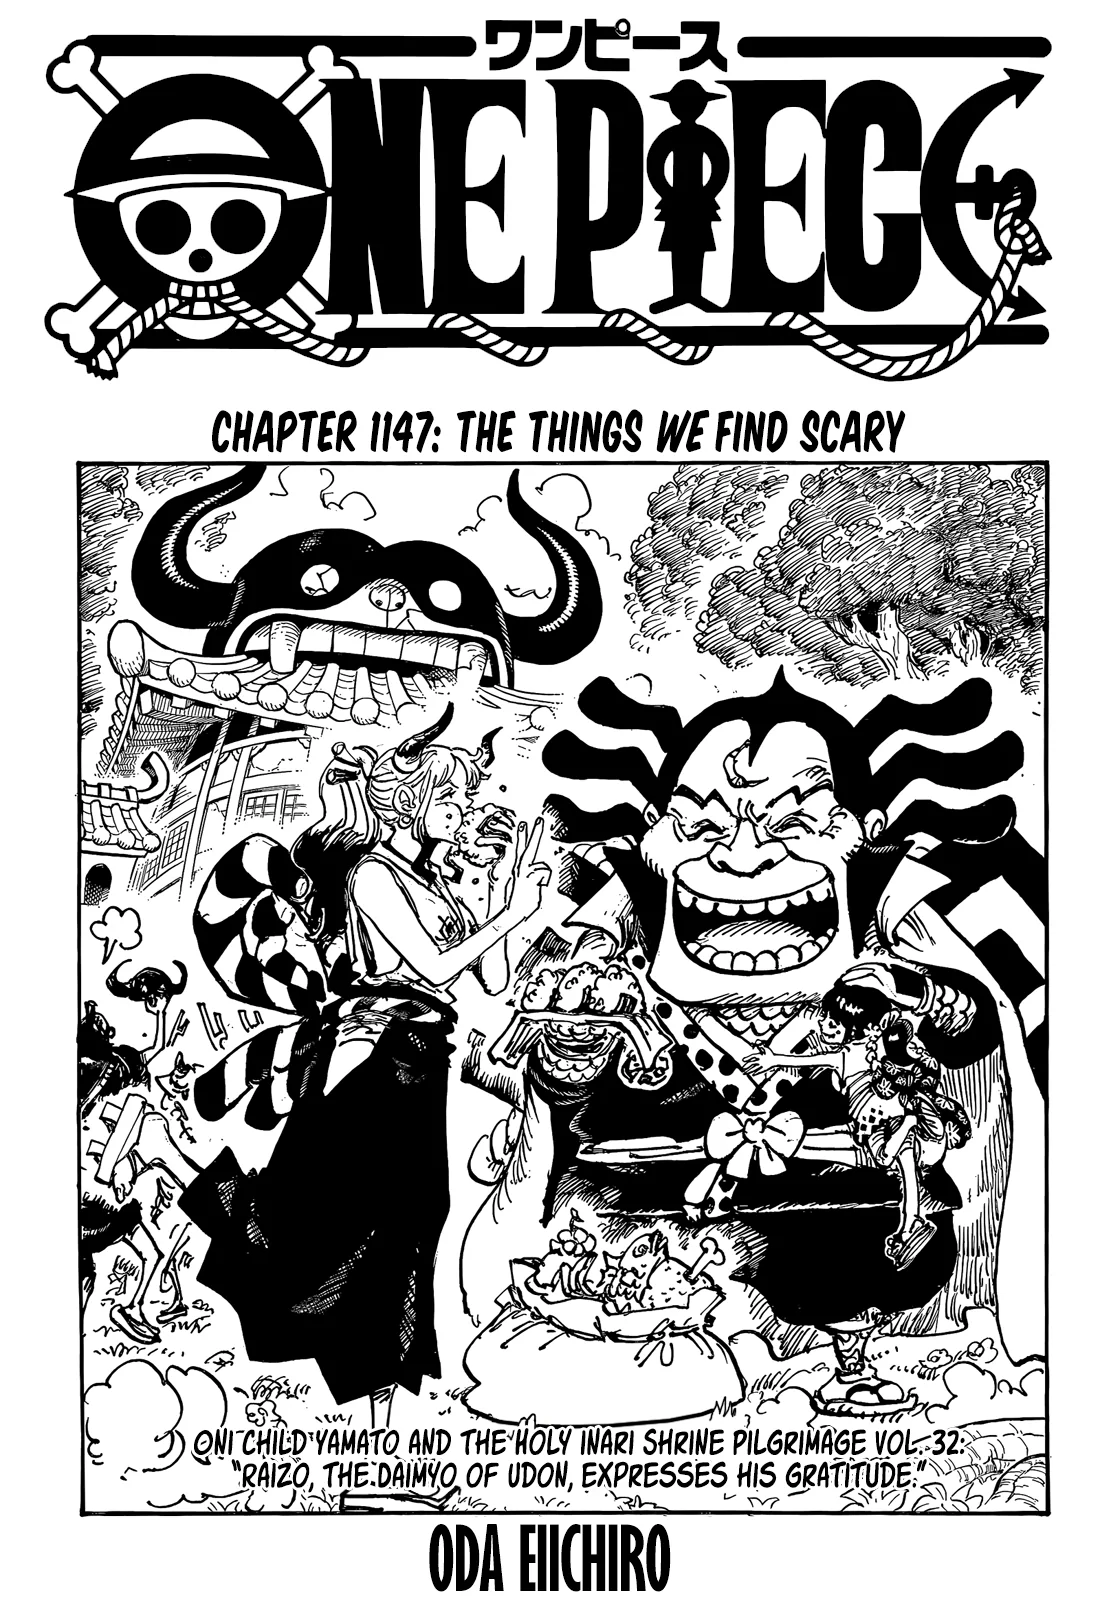 ワンピース
ONE PIECE
CHAPTER 1147: THE THINGS WE FIND SCARY
ONI CHILD YAMATO AND THE HOLY INARI SHRINE PILGRIMAGE VOL. 32:
"RAIZO, THE DAIMYO OF UDON, EXPRESSES HIS GRATITUDE."
ODA EIICHIRO